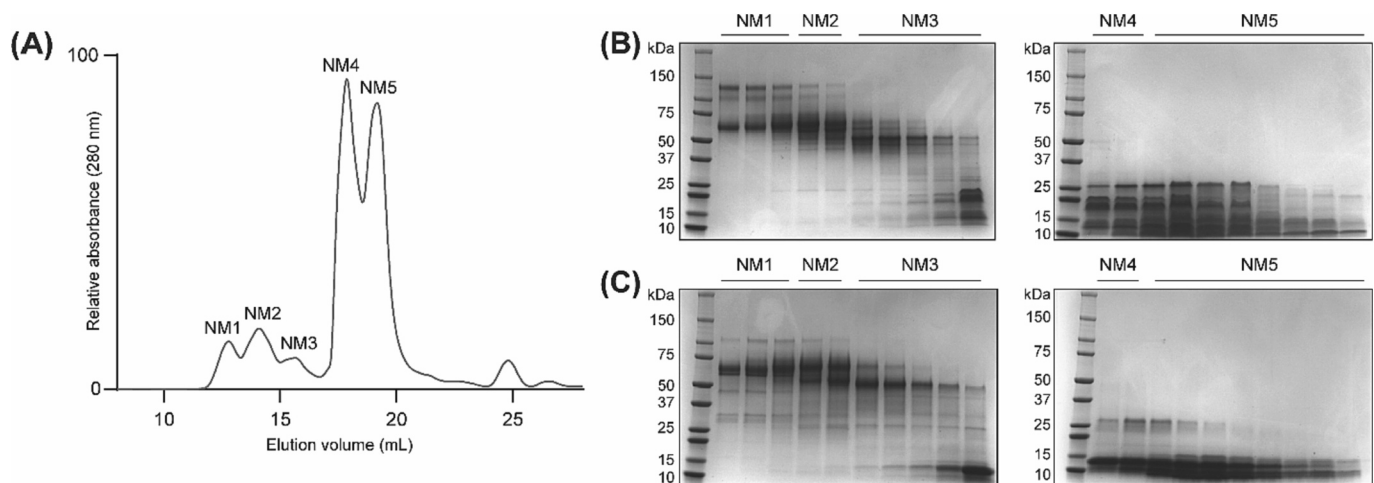 (A)
100
Relative absorbance (280 nm)
0
NM1
NM2
NM3
NM4
NM5
10 15 20 25
Elution volume (mL)
(B)
NM1 NM2 NM3
kDa
150
75
50
37
25
15
10
NM4 NM5
kDa
150
75
50
37
25
15
10
(C)
NM1 NM2 NM3
kDa
150
75
50
37
25
15
10
NM4 NM5
kDa
150
75
50
37
25
15
10